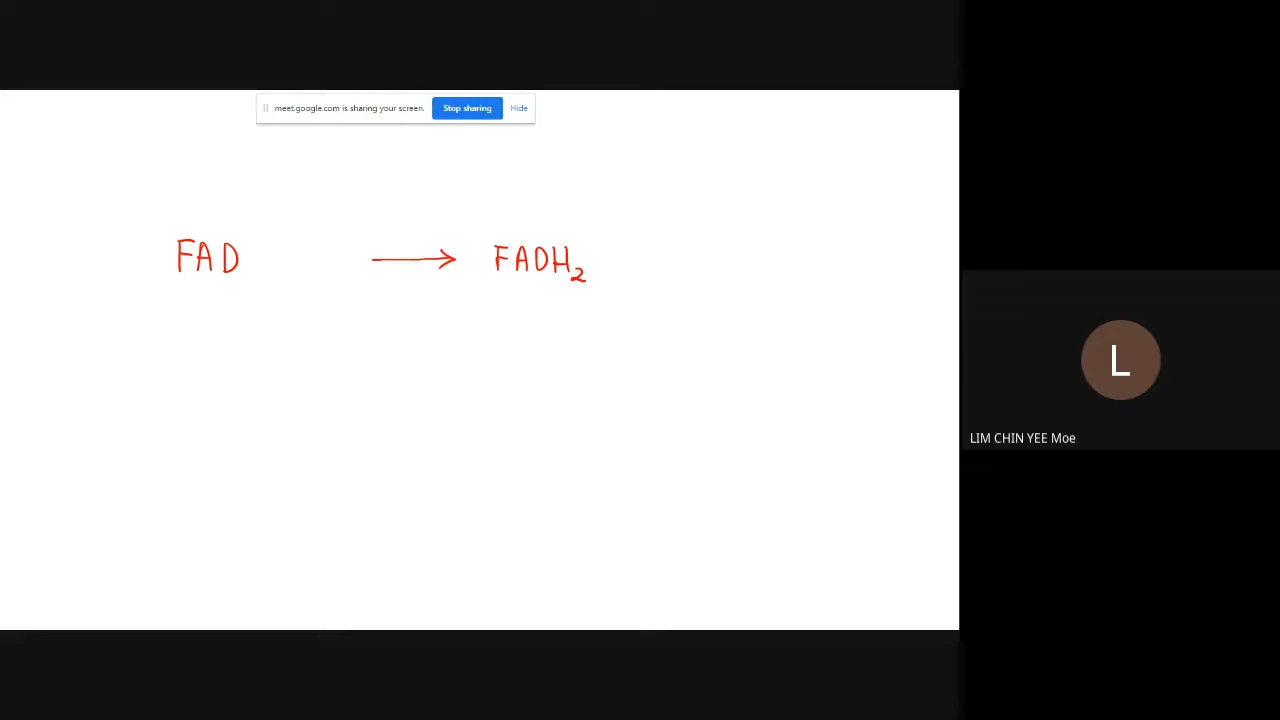 meet.google.com is sharing your screen. Stop sharing Hide
FAD → FADH₂
L
LIM CHIN YEE Moe